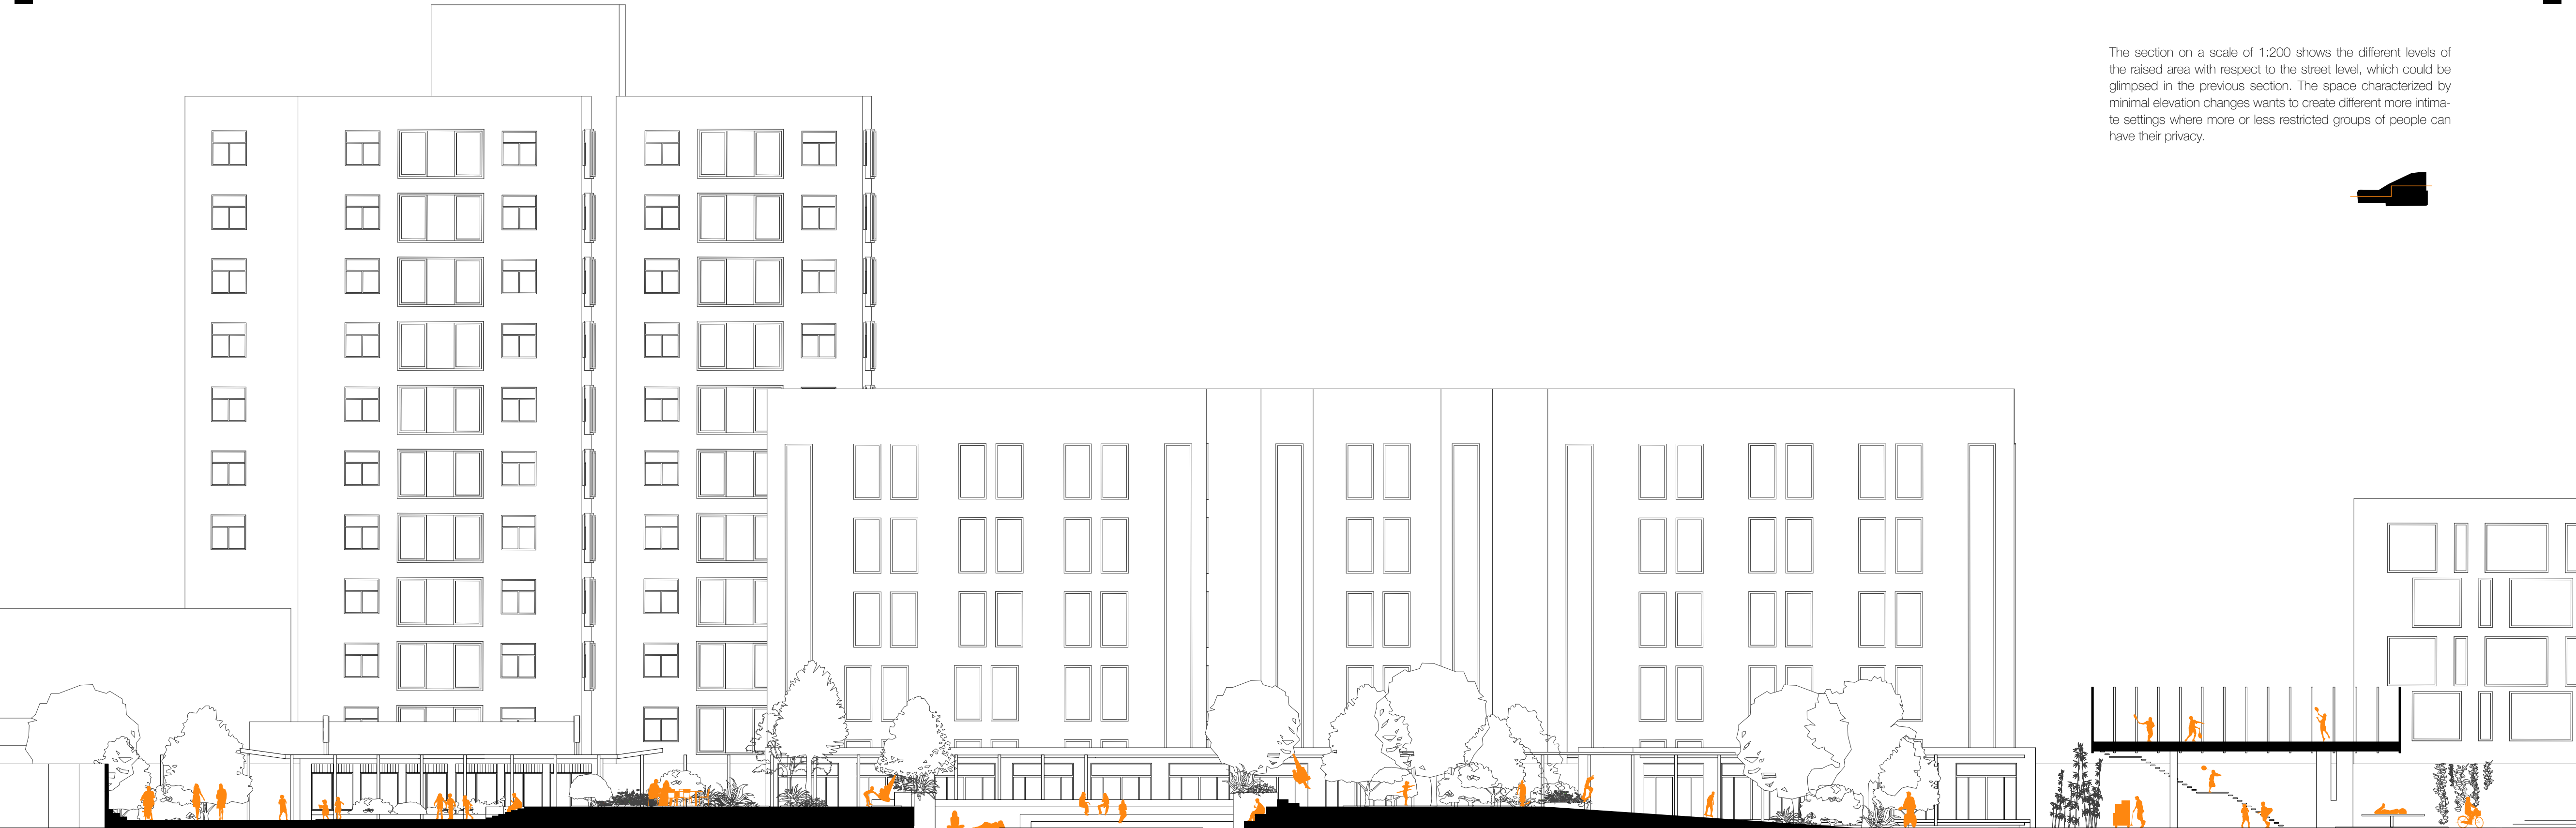 The section on a scale of 1:200 shows the different levels of
the raised area with respect to the street level, which could be
glimpsed in the previous section. The space characterized by
minimal elevation changes wants to create different more intima-
te settings where more or less restricted groups of people can
have their privacy.